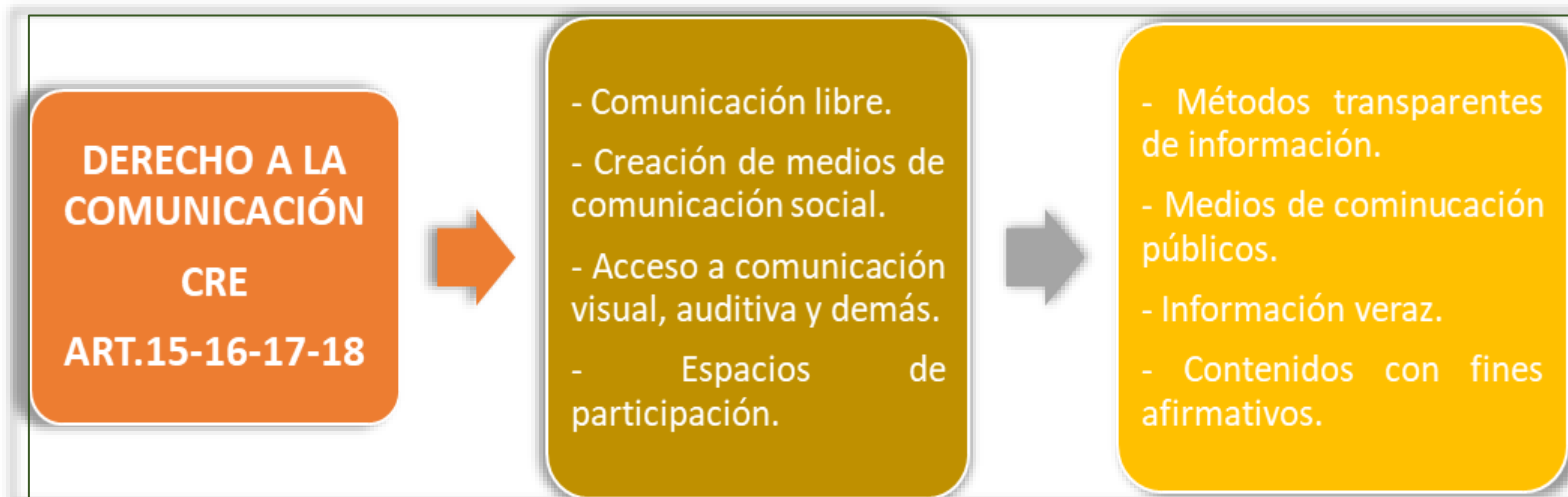 DERECHO A LA
COMUNICACIÓN
CRE
ART.15-16-17-18
- Comunicación libre.
- Creación de medios de
comunicación social.
- Acceso a comunicación
visual, auditiva y demás.
- Espacios de
participación.
- Métodos transparentes
de información.
- Medios de cominucación
públicos.
- Información veraz.
- Contenidos con fines
afirmativos.